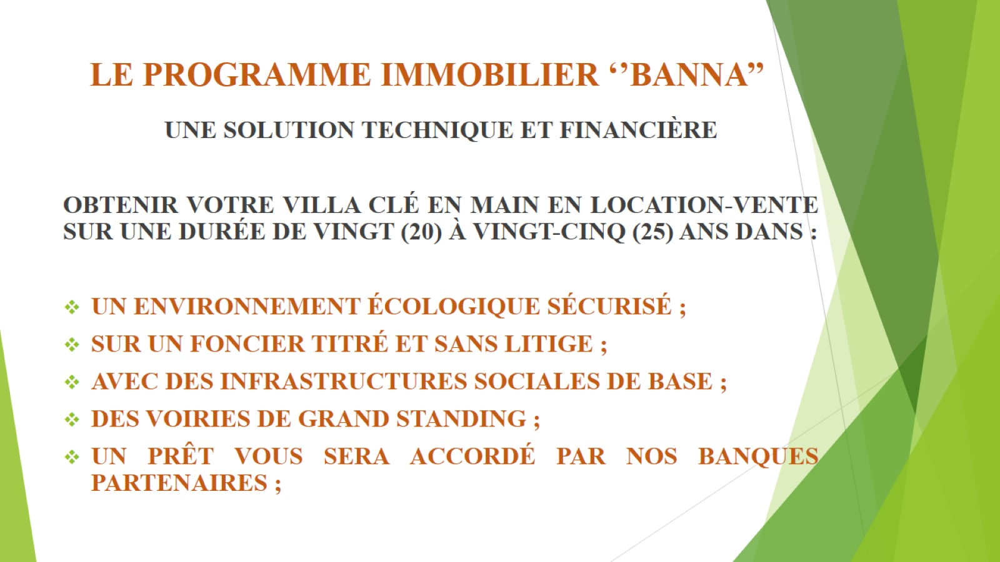 LE PROGRAMME IMMOBILIER ‘’BANNA’’
UNE SOLUTION TECHNIQUE ET FINANCIÈRE
OBTENIR VOTRE VILLA CLÉ EN MAIN EN LOCATION-VENTE
SUR UNE DURÉE DE VINGT (20) À VINGT-CINQ (25) ANS DANS :
❖ UN ENVIRONNEMENT ÉCOLOGIQUE SÉCURISÉ ;
❖ SUR UN FONCIER TITRÉ ET SANS LITIGE ;
❖ AVEC DES INFRASTRUCTURES SOCIALES DE BASE ;
❖ DES VOIRIES DE GRAND STANDING ;
❖ UN PRÊT VOUS SERA ACCORDÉ PAR NOS BANQUES
PARTENAIRES ;